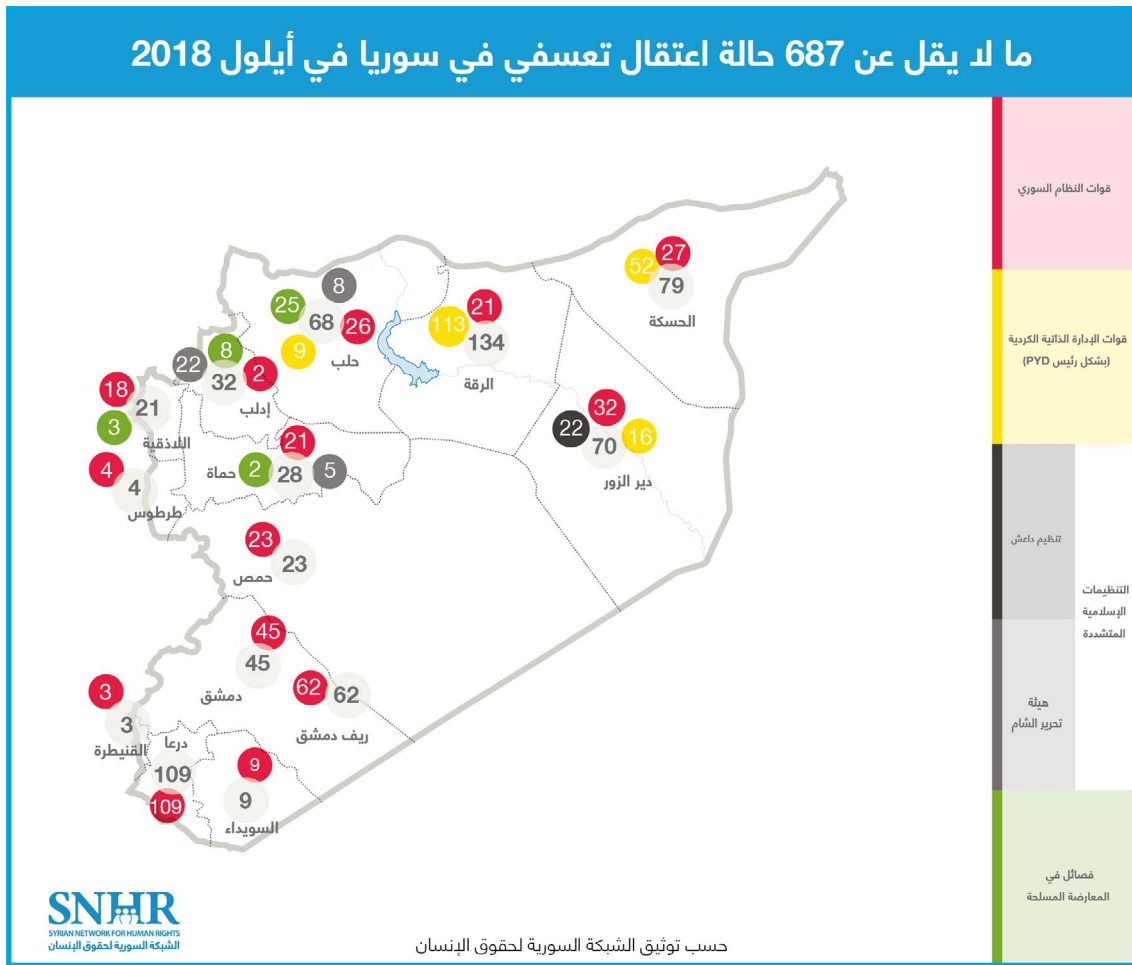 ما لا يقل عن 687 حالة اعتقال تعسفي في سوريا في أيلول 2018
قوات النظام السوري
قوات الإدارة الذاتية الكردية
(بشكل رئيس PYD)
تنظيم داعش
التنظيمات
الإسلامية
المتشددة
هيئة
تحرير الشام
فصائل في
المعارضة المسلحة
27
52
79
الحسكة
8
25
68
26
9
حلب
21
113
134
الرقة
8
22
32
2
إدلب
18
21
3
اللاذقية
32
22
16
70
دير الزور
21
2
28
5
حماة
4
4
طرطوس
23
23
حمص
45
45
دمشق
62
62
ريف دمشق
3
3
القنيطرة
درعا
109
109
9
9
السويداء
SNHR
SYRIAN NETWORK FOR HUMAN RIGHTS
الشبكة السورية لحقوق الإنسان
حسب توثيق الشبكة السورية لحقوق الإنسان